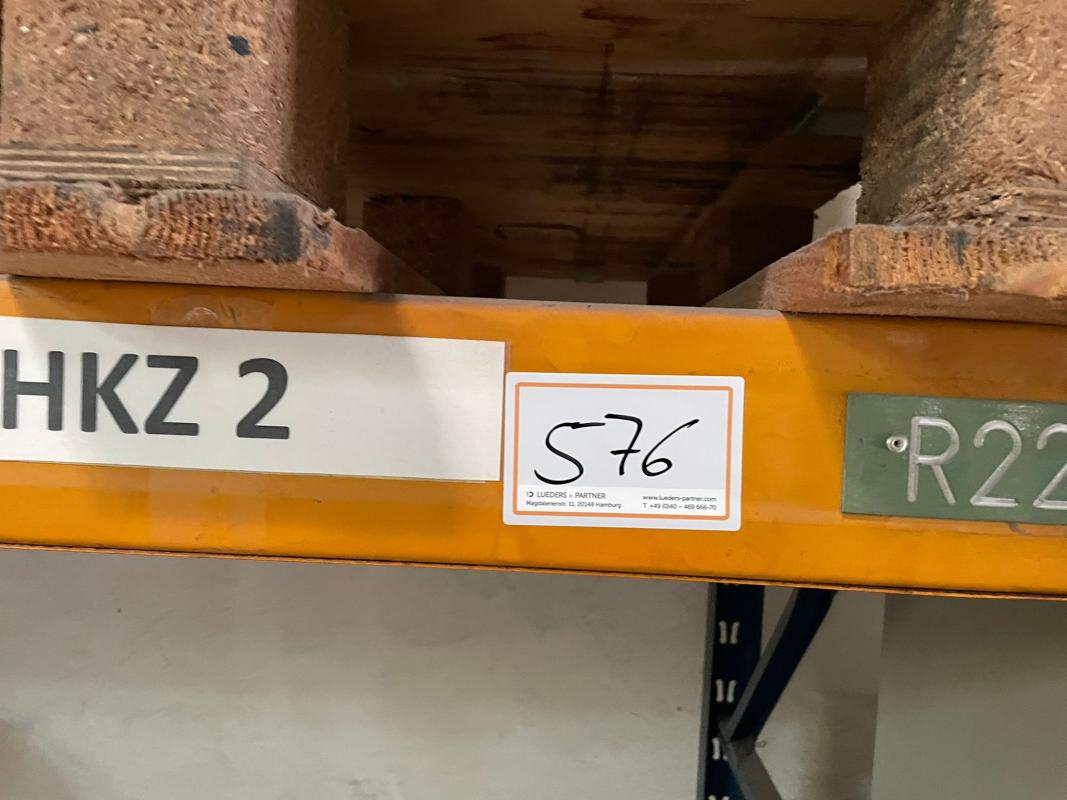 HKZ 2
576
LUEDERS & PARTNER
Magdalenenstr. 11, 20148 Hamburg
www.lueders-partner.com
T +49 (0)40 – 469 666-70
R22